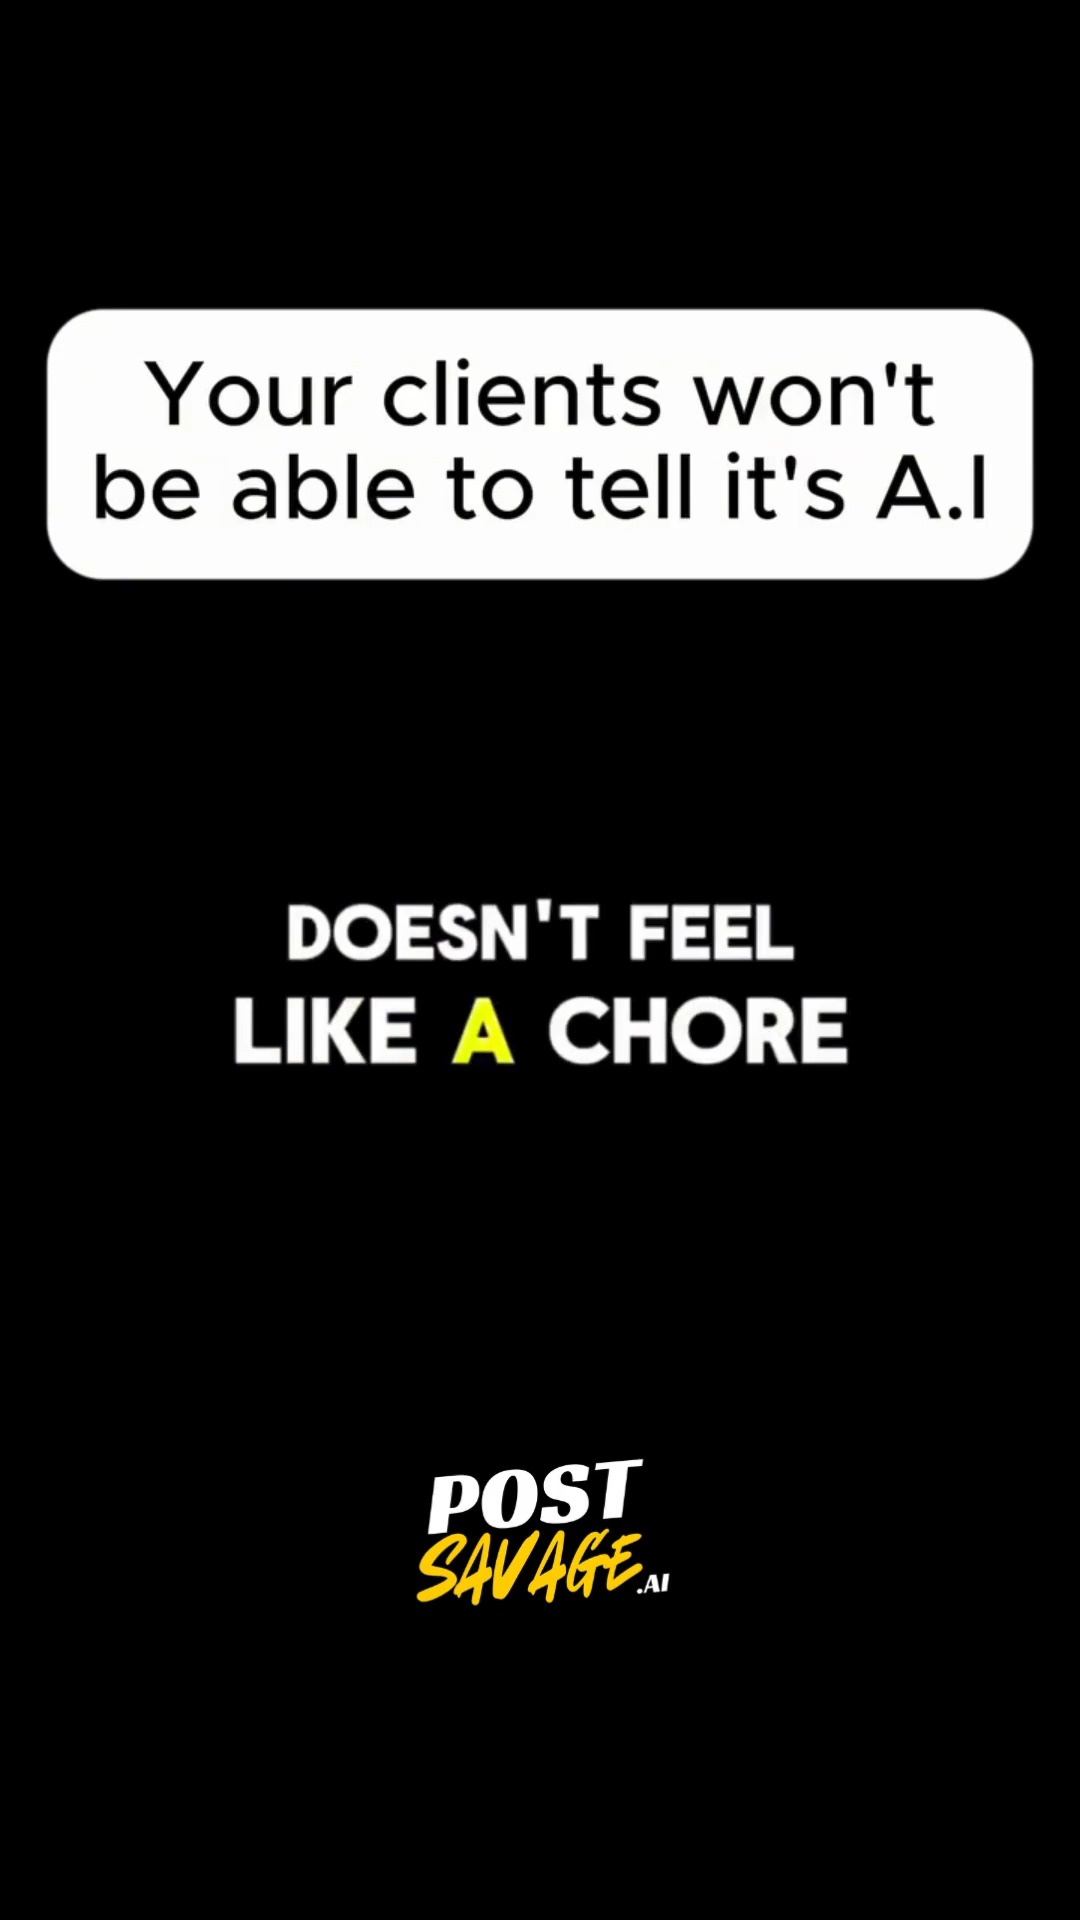 Your clients won't
be able to tell it's A.I
DOESN'T FEEL
LIKE A CHORE
POST
SAVAGE.AI